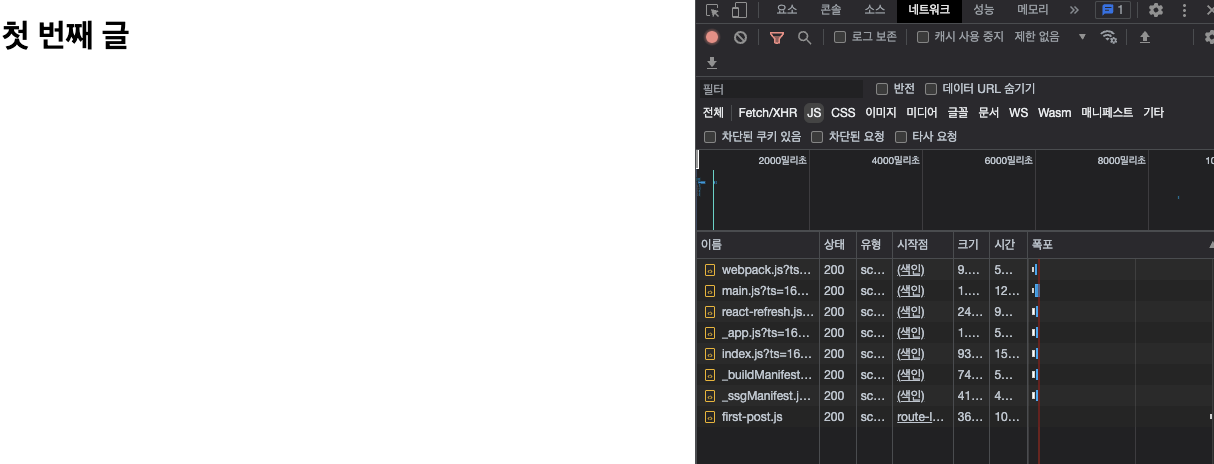 첫 번째 글
요소 콘솔 소스 네트워크 성능 메모리 1
로그 보존 캐시 사용 중지 제한 없음
필터 반전 데이터 URL 숨기기
전체 Fetch/XHR JS CSS 이미지 미디어 글꼴 문서 WS Wasm 매니페스트 기타
차단된 쿠키 있음 차단된 요청 타사 요청
2000밀리초 4000밀리초 6000밀리초 8000밀리초 10
이름 상태 유형 시작점 크기 시간 폭포
webpack.js?ts... 200 sc... (색인) 9.... 5...
main.js?ts=16... 200 sc... (색인) 1.... 12...
react-refresh.js... 200 sc... (색인) 24... 9...
_app.js?ts=16... 200 sc... (색인) 1.... 5...
index.js?ts=16... 200 sc... (색인) 93... 15...
_buildManifest... 200 sc... (색인) 74... 5...
_ssgManifest.j... 200 sc... (색인) 41... 4...
first-post.js 200 sc... route-l... 36... 10...